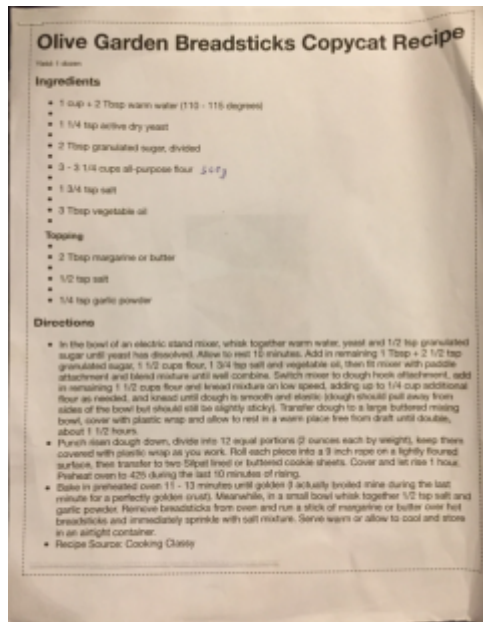 Olive Garden Breadsticks Copycat Recipe
Yield 1 dozen
Ingredients
1 cup + 2 Tbsp warm water (110 - 115 degrees)
1 1/4 tsp active dry yeast
2 Tbsp granulated sugar, divided
3 - 3 1/4 cups all-purpose flour
1 3/4 tsp salt
3 Tbsp vegetable oil
Topping
2 Tbsp margarine or butter
1/2 tsp salt
1/4 tsp garlic powder
Directions
In the bowl of an electric stand mixer, whisk together warm water, yeast and 1/2 tsp granulated
sugar until yeast has dissolved. Allow to rest 10 minutes. Add in remaining 1 Tbsp + 2 1/2 tsp
granulated sugar, 1 1/2 cups flour, 1 3/4 tsp salt and vegetable oil, then fit mixer with paddle
attachment and blend mixture until well combine. Switch mixer to dough hook attachment, add
in remaining 1 1/2 cups flour and knead mixture on low speed, adding up to 1/4 cup additional
flour as needed, and knead until dough is smooth and elastic (dough should pull away from
sides of the bowl but should still be slightly sticky). Transfer dough to a large buttered mixing
bowl, cover with plastic wrap and allow to rest in a warm place free from draft until double,
about 1 1/2 hours.
Punch risen dough down, divide into 12 equal portions (2 ounces each by weight), keep them
covered with plastic wrap as you work. Roll each piece into a 9 inch rope on a lightly floured
surface, then transfer to two Silpat lined or buttered cookie sheets. Cover and let rise 1 hour.
Preheat oven to 425 during the last 10 minutes of rising.
Bake in preheated oven 11 - 13 minutes until golden (I actually broiled mine during the last
minute for a perfectly golden crust). Meanwhile, in a small bowl whisk together 1/2 tsp salt and
garlic powder. Remove breadsticks from oven and run a stick of margarine or butter over hot
breadsticks and immediately sprinkle with salt mixture. Serve warm or allow to cool and store
in an airtight container.
Recipe Source: Cooking Classy